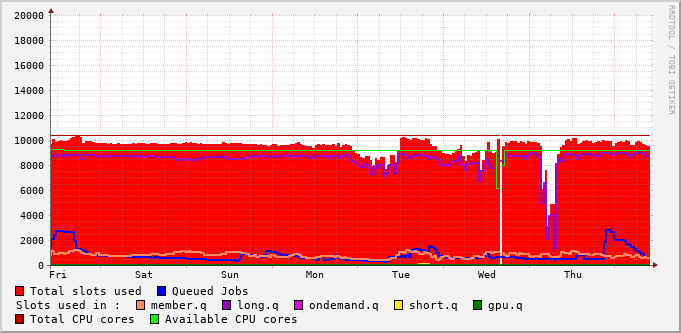 20000
18000
16000
14000
12000
10000
8000
6000
4000
2000
0
Fri Sat Sun Mon Tue Wed Thu
RRDTOOL / TOBI OETIKER
Total slots used Queued Jobs
Slots used in : member.q long.q ondemand.q short.q gpu.q
Total CPU cores Available CPU cores